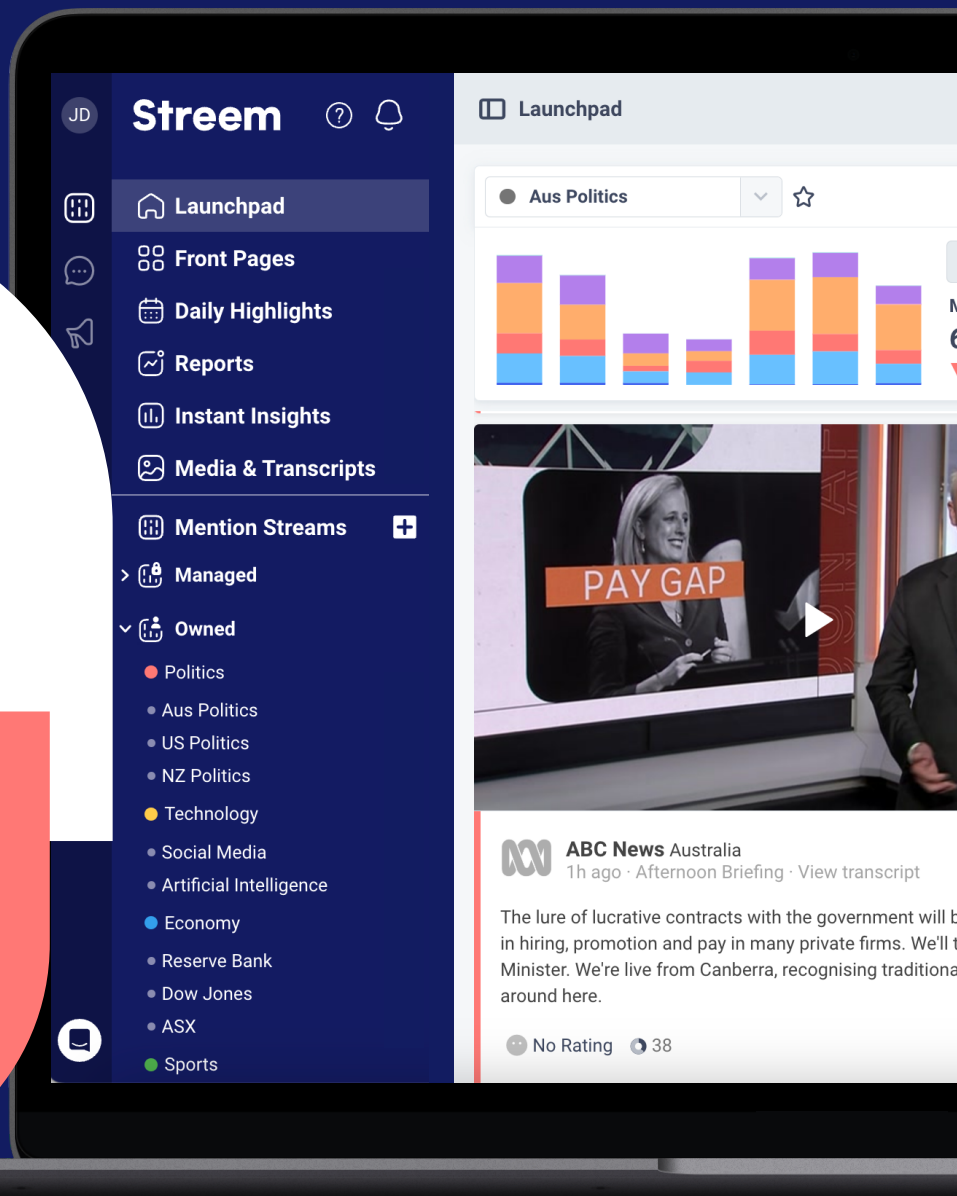 JD
Streem
?
Launchpad
Front Pages
Daily Highlights
Reports
Instant Insights
Media & Transcripts
Mention Streams
Managed
Owned
Politics
Aus Politics
US Politics
NZ Politics
Technology
Social Media
Artificial Intelligence
Economy
Reserve Bank
Dow Jones
ASX
Sports
Launchpad
Aus Politics
PAY GAP
ABC News Australia
1h ago · Afternoon Briefing · View transcript
The lure of lucrative contracts with the government will
in hiring, promotion and pay in many private firms. We'll
Minister. We're live from Canberra, recognising
around here.
No Rating
38